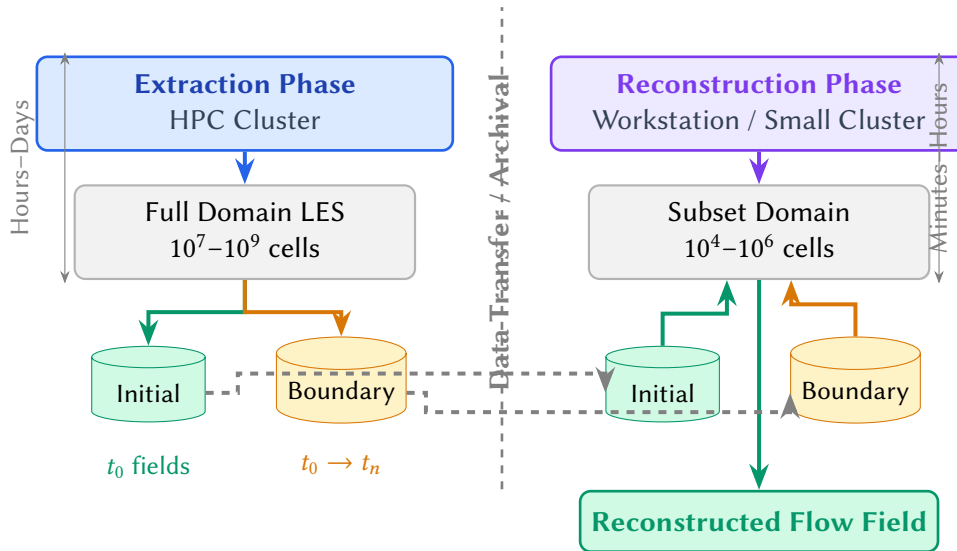 Extraction Phase
HPC Cluster
Hours–Days
Full Domain LES
10⁷–10⁹ cells
Initial
Boundary
t₀ fields
t₀ → tₙ
Data Transfer / Archival
Reconstruction Phase
Workstation / Small Cluster
Minutes–Hours
Subset Domain
10⁴–10⁶ cells
Initial
Boundary
Reconstructed Flow Field